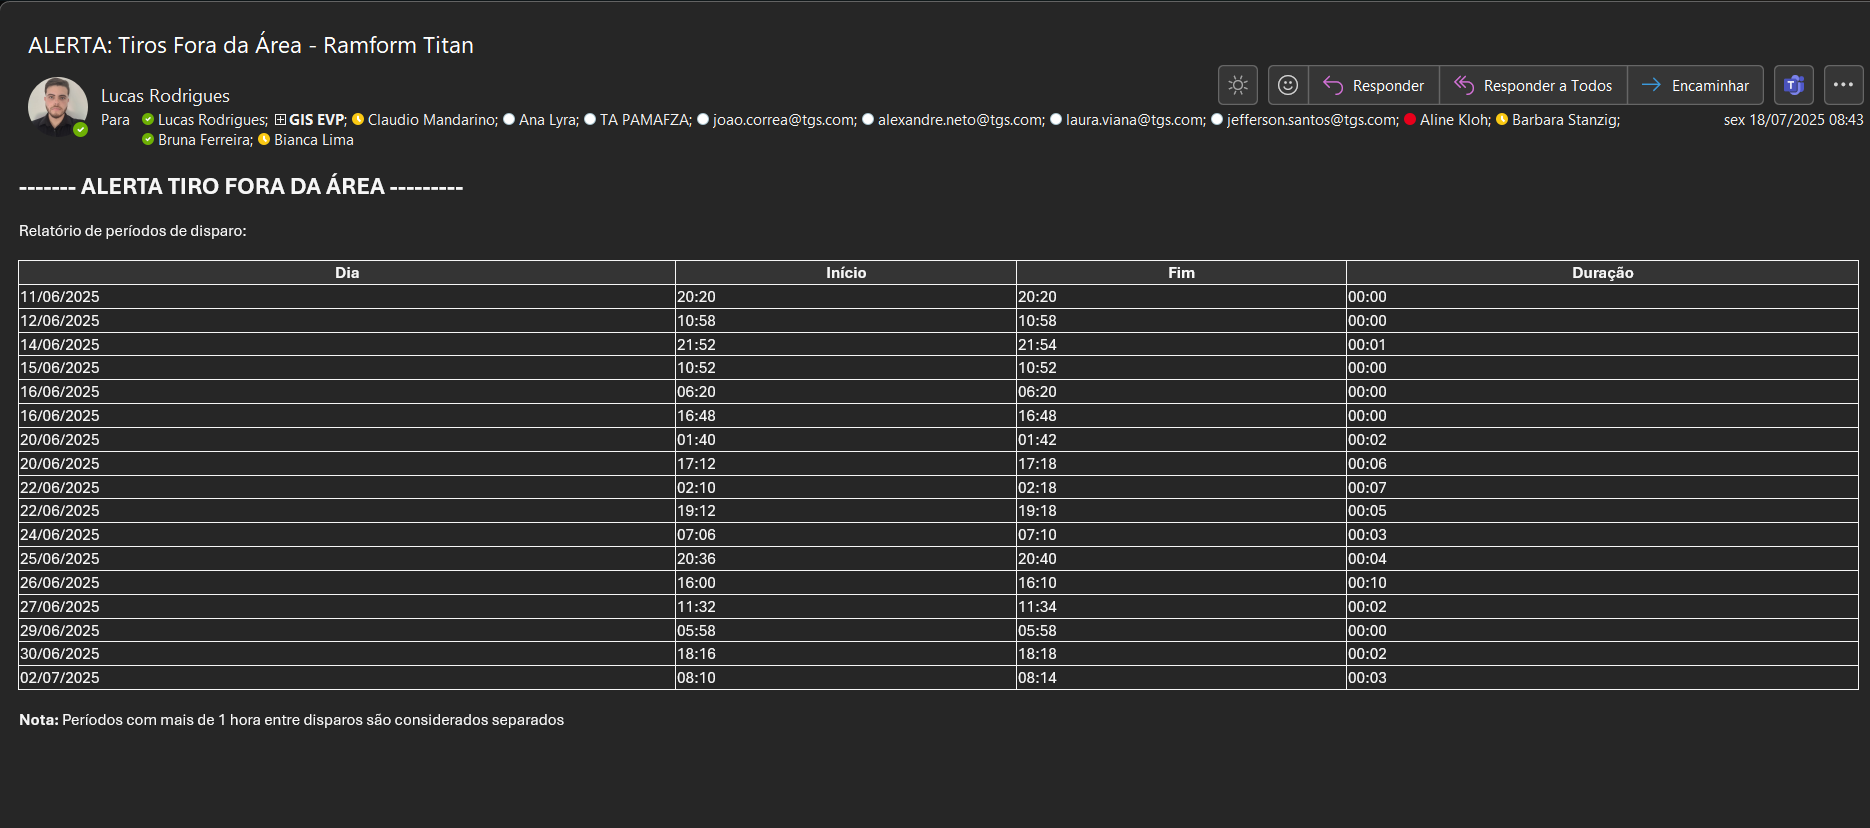 ALERTA: Tiros Fora da Área - Ramform Titan
Responder
Responder a Todos
Encaminhar
Lucas Rodrigues
Para Lucas Rodrigues; GIS EVP; Claudio Mandarino; Ana Lyra; TA PAMAFZA; joao.correa@tgs.com; alexandre.neto@tgs.com; laura.viana@tgs.com; jefferson.santos@tgs.com; Aline Kloh; Barbara Stanzig; sex 18/07/2025 08:43
Bruna Ferreira; Bianca Lima
------- ALERTA TIRO FORA DA ÁREA ---------
Relatório de períodos de disparo:
Dia Início Fim Duração
11/06/2025 20:20 20:20 00:00
12/06/2025 10:58 10:58 00:00
14/06/2025 21:52 21:54 00:01
15/06/2025 10:52 10:52 00:00
16/06/2025 06:20 06:20 00:00
16/06/2025 16:48 16:48 00:00
20/06/2025 01:40 01:42 00:02
20/06/2025 17:12 17:18 00:06
22/06/2025 02:10 02:18 00:07
22/06/2025 19:12 19:18 00:05
24/06/2025 07:06 07:10 00:03
25/06/2025 20:36 20:40 00:04
26/06/2025 16:00 16:10 00:10
27/06/2025 11:32 11:34 00:02
29/06/2025 05:58 05:58 00:00
30/06/2025 18:16 18:18 00:02
02/07/2025 08:10 08:14 00:03
Nota: Períodos com mais de 1 hora entre disparos são considerados separados